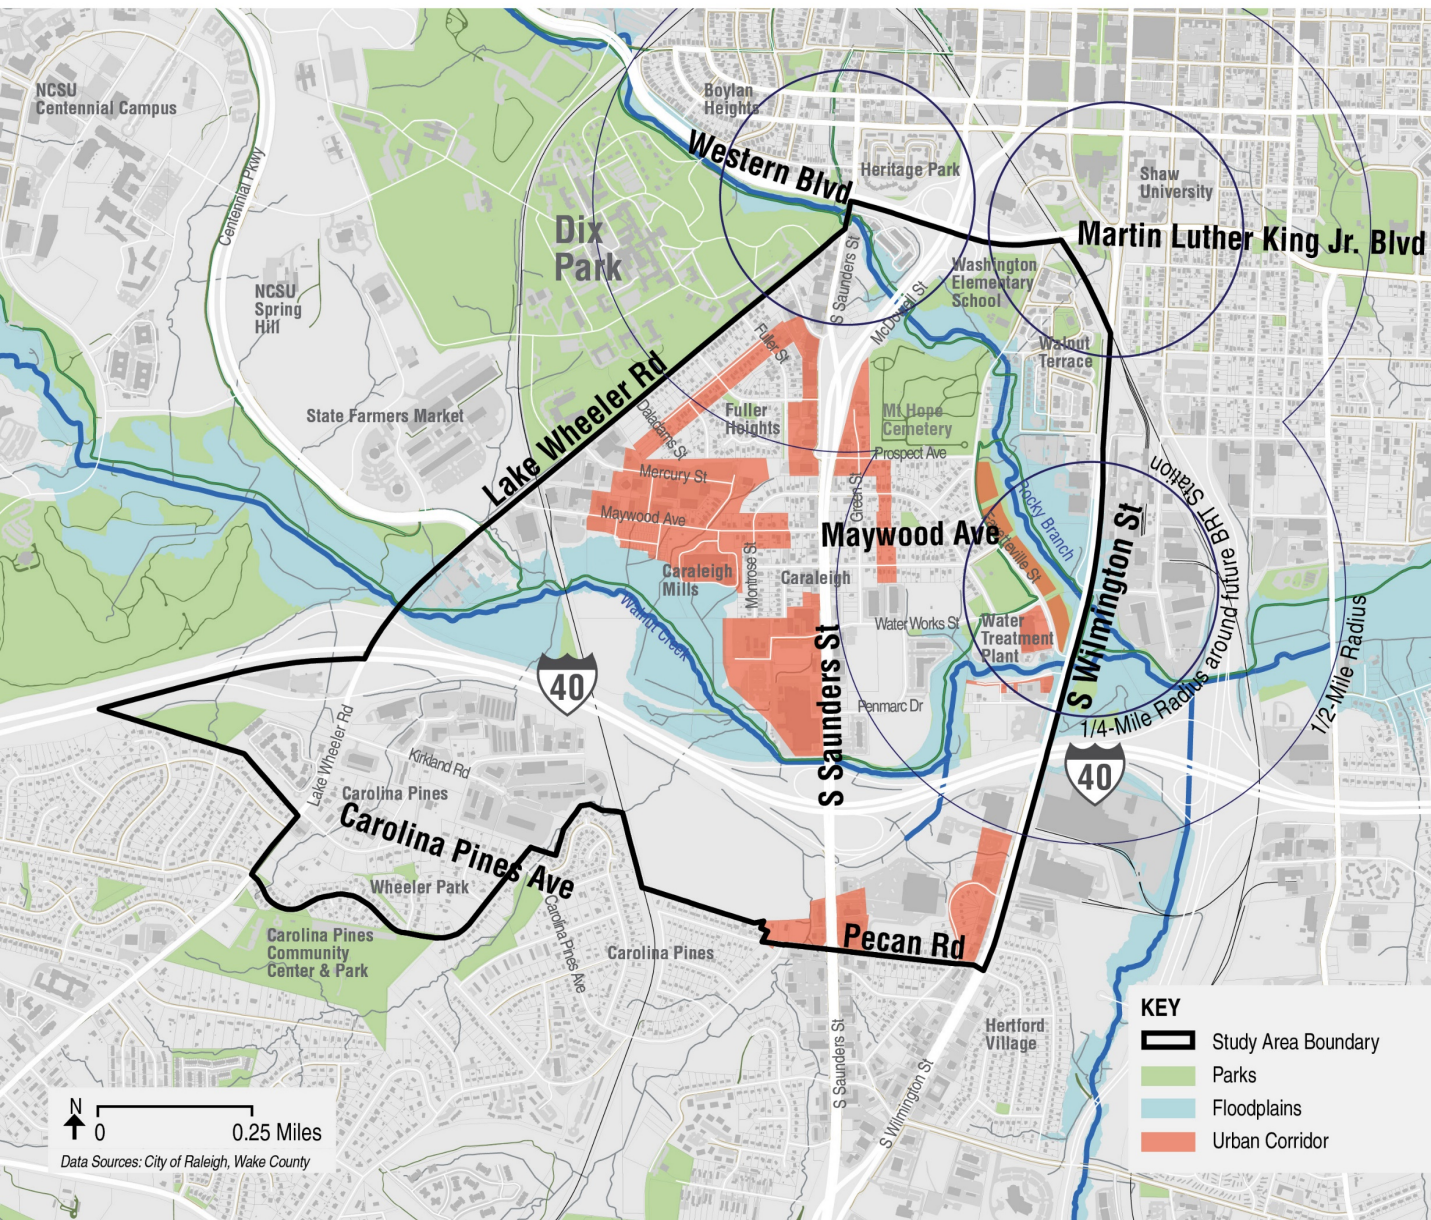 NCSU
Centennial Campus
Boylan
Heights
Western Blvd
Heritage Park
Shaw
University
Centennial Pkwy
Dix
Park
Martin Luther King Jr. Blvd
S Saunders St
Washington
Elementary
School
NCSU
Spring
Hill
McDowell St
Fuller St
Walnut
Terrace
State Farmers Market
Lake Wheeler Rd
Daladams St
Fuller
Heights
Mt Hope
Cemetery
Prospect Ave
Mercury St
Green St
1/4-Mile Radius around future BRT Station
Maywood Ave
Maywood Ave
Rocky Branch
Fayetteville St
S Wilmington St
Caraleigh
Mills
Montrose St
Caraleigh
Walnut Creek
Water Works St
Water
Treatment
Plant
1/2-Mile Radius
40
S Saunders St
Penmarc Dr
Lake Wheeler Rd
Kirkland Rd
40
Carolina Pines
Carolina Pines Ave
Wheeler Park
Carolina Pines Ave
Carolina Pines
Community
Center & Park
Carolina Pines
Pecan Rd
S Saunders St
S Wilmington St
Hertford
Village
KEY
Study Area Boundary
Parks
Floodplains
Urban Corridor
N
0
0.25 Miles
Data Sources: City of Raleigh, Wake County